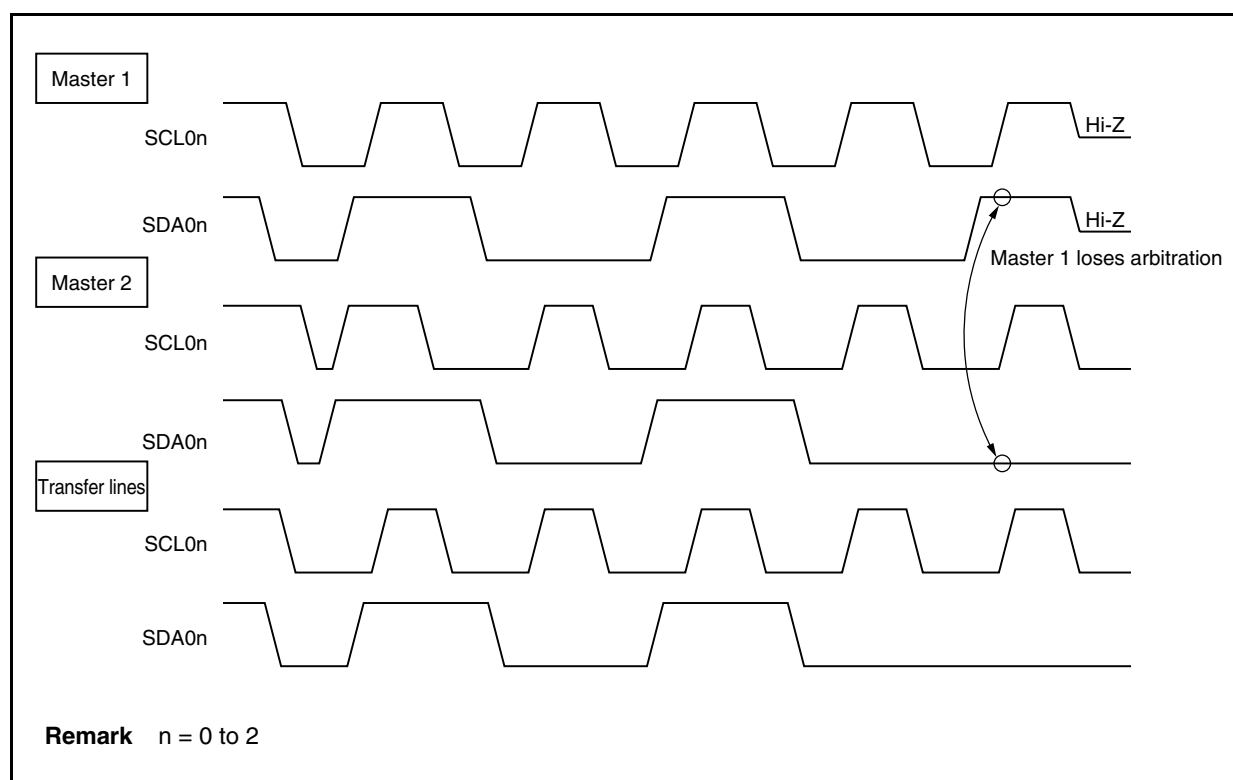 Master 1
SCL0n
Hi-Z
SDA0n
Hi-Z
Master 1 loses arbitration
Master 2
SCL0n
SDA0n
Transfer lines
SCL0n
SDA0n
Remark n = 0 to 2